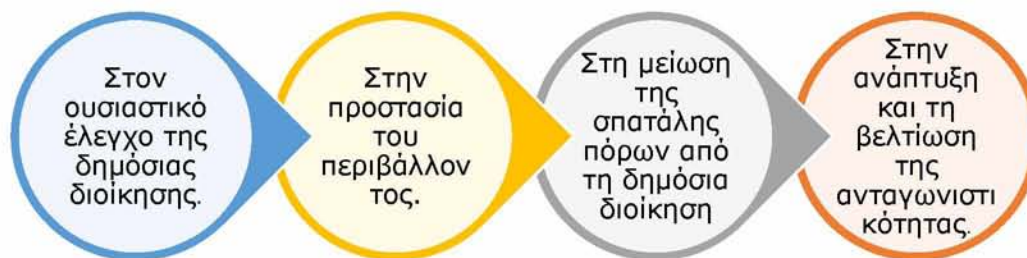 Στον
ουσιαστικό
έλεγχο της
δημόσιας
διοίκησης.
Στην
προστασία
του
περιβάλλον
τος.
Στη μείωση
της
σπατάλης
πόρων από
τη δημόσια
διοίκηση
Στην
ανάπτυξη
και τη
βελτίωση
της
ανταγωνιστι
κότητας.